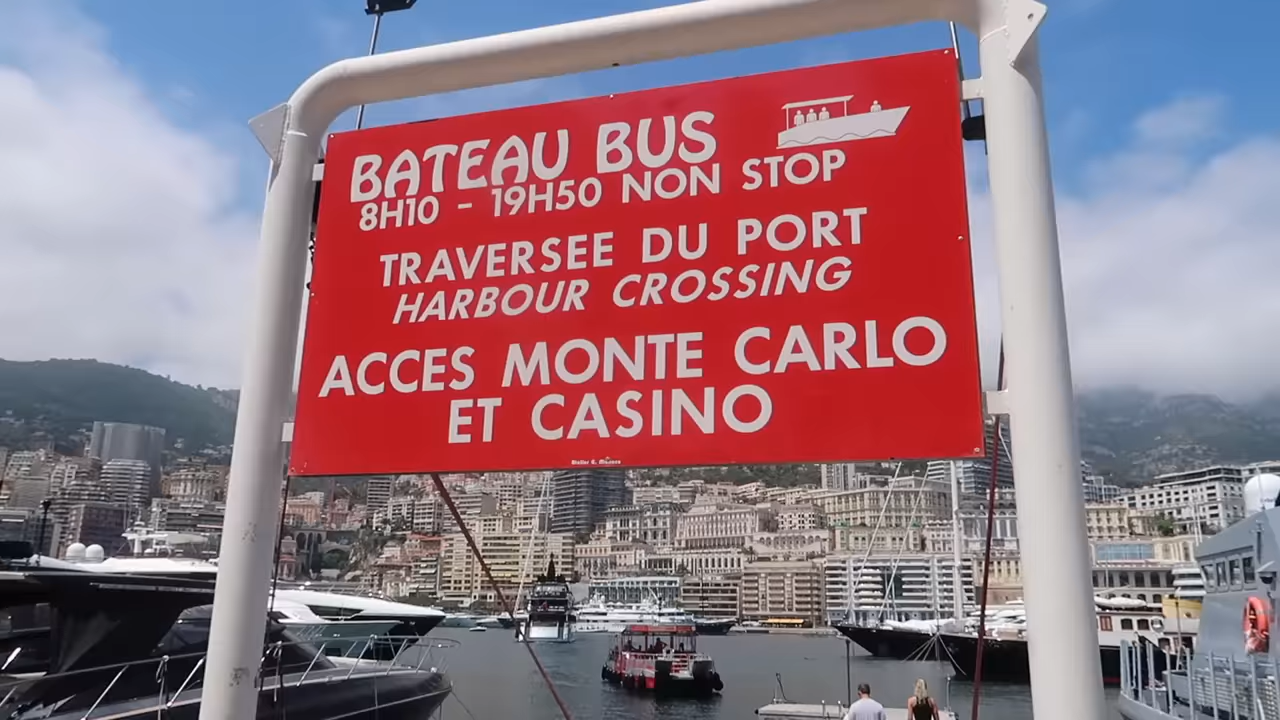 BATEAU BUS
8H10 - 19H50 NON STOP
TRAVERSEE DU PORT
HARBOUR CROSSING
ACCES MONTE CARLO
ET CASINO